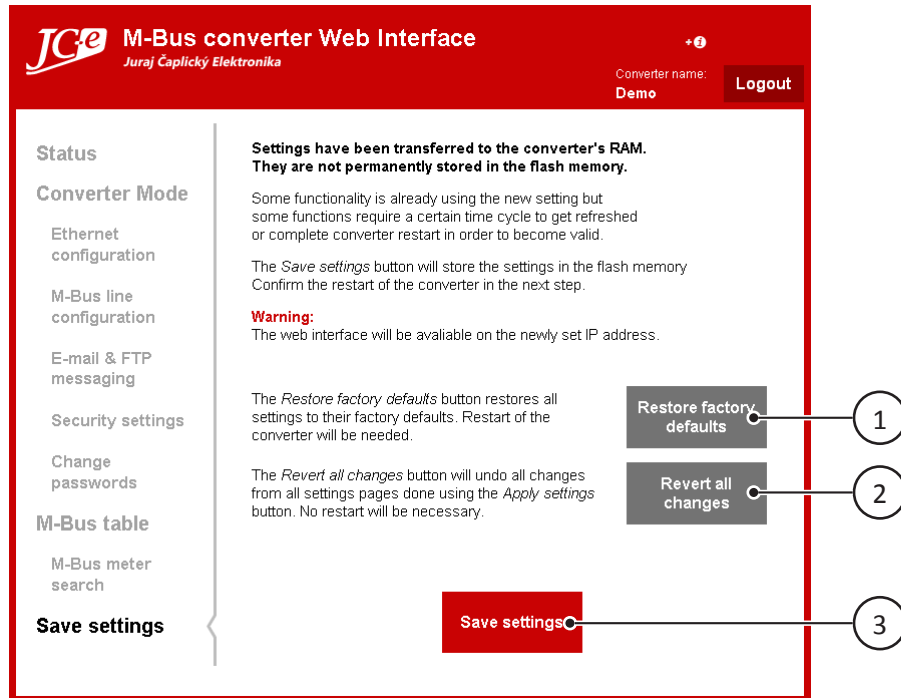 JC-e
M-Bus converter Web Interface
Juraj Čaplický Elektronika
+i
Converter name:
Demo
Logout
Status
Converter Mode
Ethernet
configuration
M-Bus line
configuration
E-mail & FTP
messaging
Security settings
Change
passwords
M-Bus table
M-Bus meter
search
Save settings
Settings have been transferred to the converter's RAM.
They are not permanently stored in the flash memory.
Some functionality is already using the new setting but
some functions require a certain time cycle to get refreshed
or complete converter restart in order to become valid.
The Save settings button will store the settings in the flash memory
Confirm the restart of the converter in the next step.
Warning:
The web interface will be avaliable on the newly set IP address.
The Restore factory defaults button restores all
settings to their factory defaults. Restart of the
converter will be needed.
Restore factory
defaults
1
The Revert all changes button will undo all changes
from all settings pages done using the Apply settings
button. No restart will be necessary.
Revert all
changes
2
Save settings
3